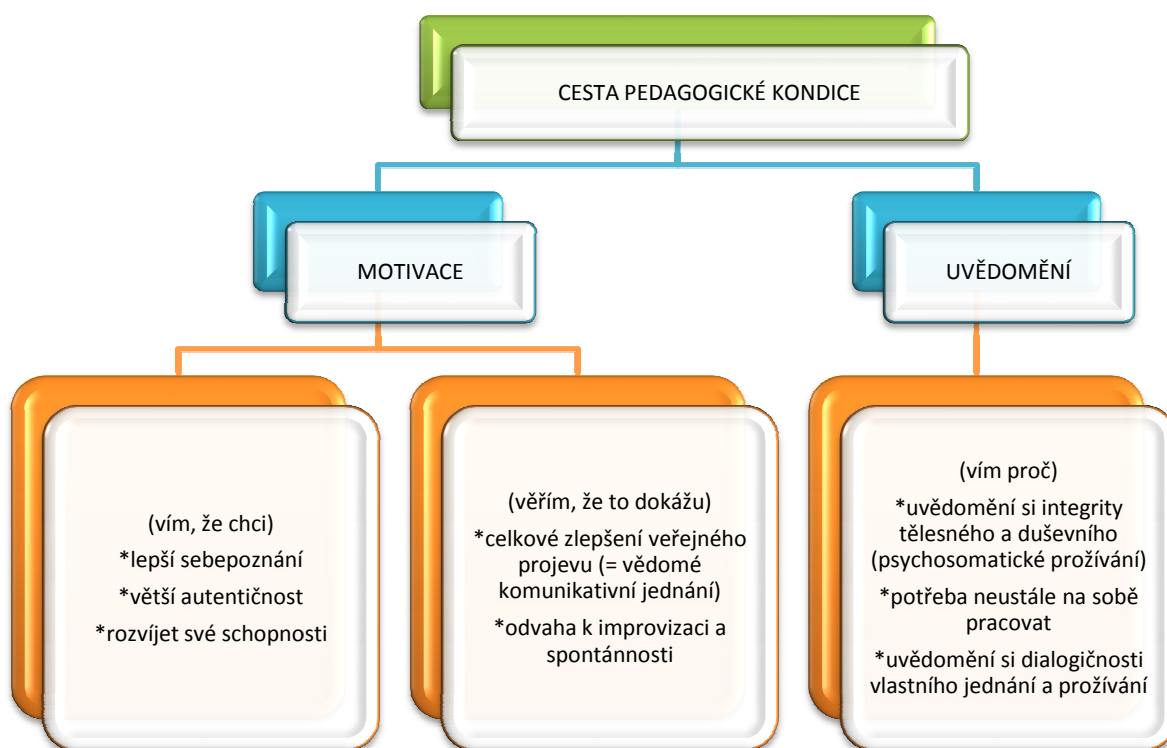 CESTA PEDAGOGICKÉ KONDICE
MOTIVACE
UVĚDOMĚNÍ
(vím, že chci)
*lepší sebepoznání
*větší autentičnost
*rozvíjet své schopnosti
(věřím, že to dokážu)
*celkové zlepšení veřejného
projevu (= vědomé
komunikativní jednání)
*odvaha k improvizaci a
spontánnosti
(vím proč)
*uvědomění si integrity
tělesného a duševního
(psychosomatické prožívání)
*potřeba neustále na sobě
pracovat
*uvědomění si dialogičnosti
vlastního jednání a prožívání